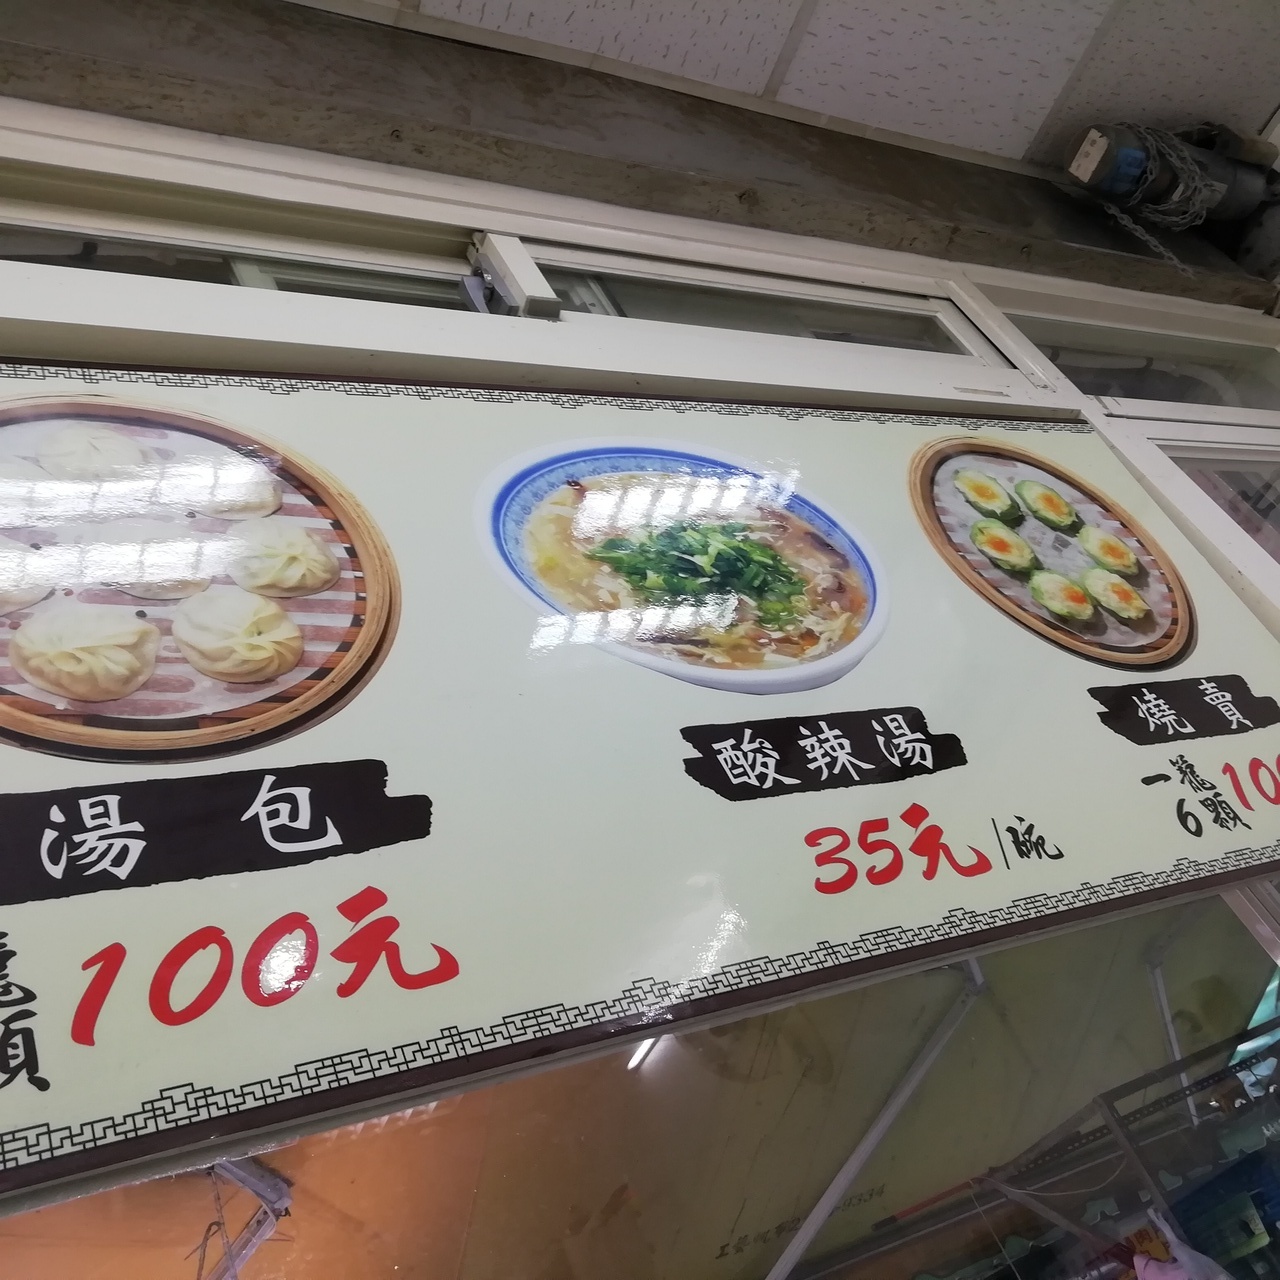 湯包
100元
酸辣湯
35元/碗
燒賣
一籠
6顆